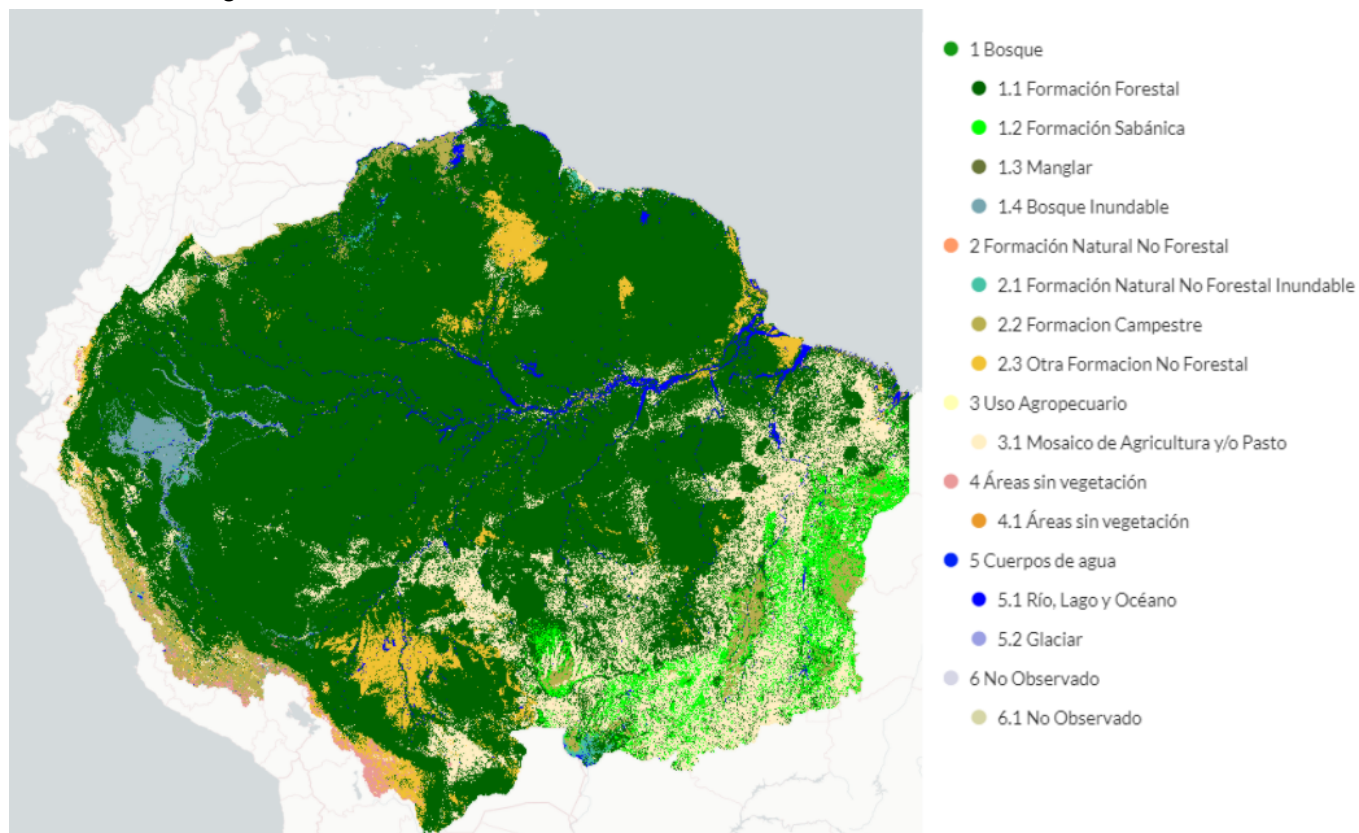 1 Bosque
1.1 Formación Forestal
1.2 Formación Sabánica
1.3 Manglar
1.4 Bosque Inundable
2 Formación Natural No Forestal
2.1 Formación Natural No Forestal Inundable
2.2 Formacion Campestre
2.3 Otra Formacion No Forestal
3 Uso Agropecuario
3.1 Mosaico de Agricultura y/o Pasto
4 Áreas sin vegetación
4.1 Áreas sin vegetación
5 Cuerpos de agua
5.1 Río, Lago y Océano
5.2 Glaciar
6 No Observado
6.1 No Observado